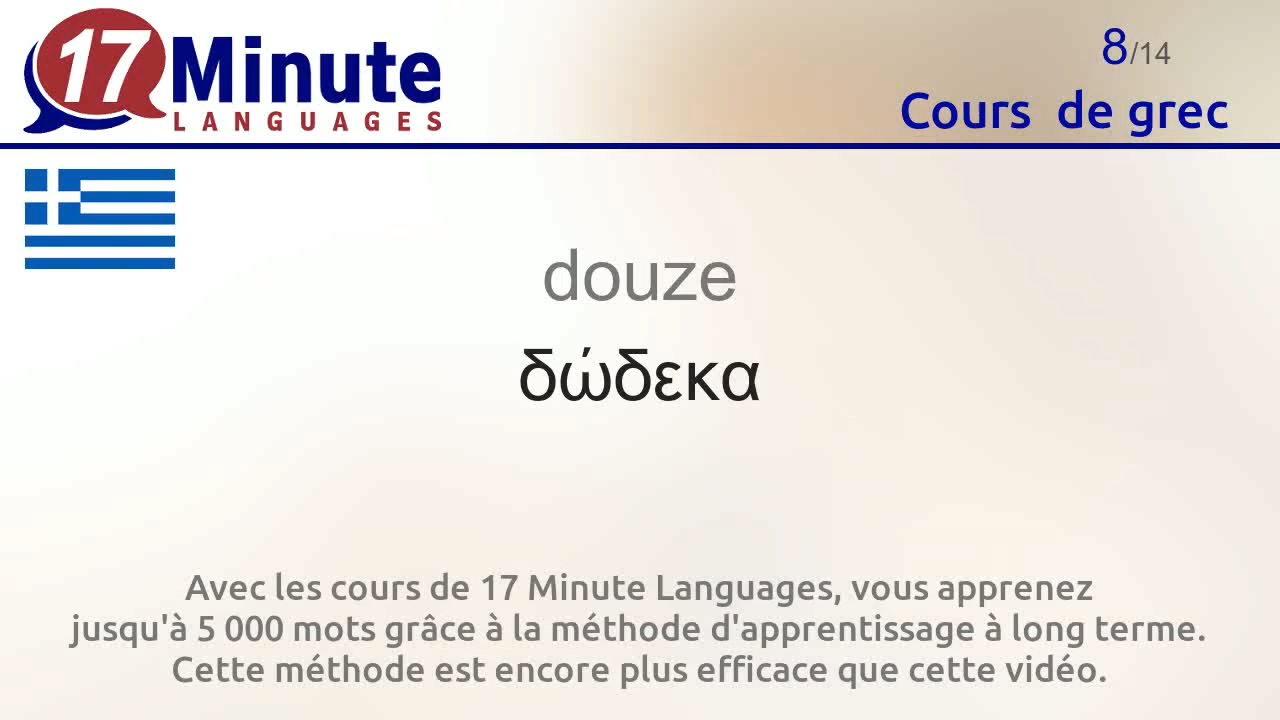 17 Minute
LANGUAGES
8/14
Cours de grec
douze
δώδεκα
Avec les cours de 17 Minute Languages, vous apprenez
jusqu'à 5 000 mots grâce à la méthode d'apprentissage à long terme.
Cette méthode est encore plus efficace que cette vidéo.